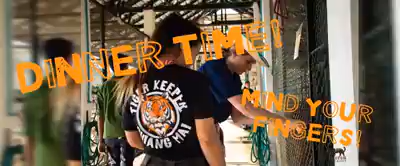 DINNER TIME!
MIND YOUR
FINGERS!
TIGER KEEPER
CHIANG MAI